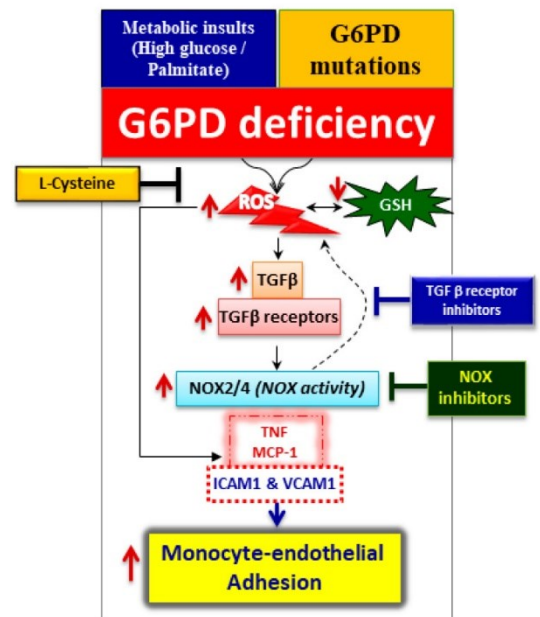 Metabolic insults
(High glucose /
Palmitate)
G6PD
mutations
G6PD deficiency
L-Cysteine
ROS
GSH
TGFβ
TGFβ receptors
TGF β receptor
inhibitors
NOX2/4 (NOX activity)
NOX
inhibitors
TNF
MCP-1
ICAM1 & VCAM1
Monocyte-endothelial
Adhesion